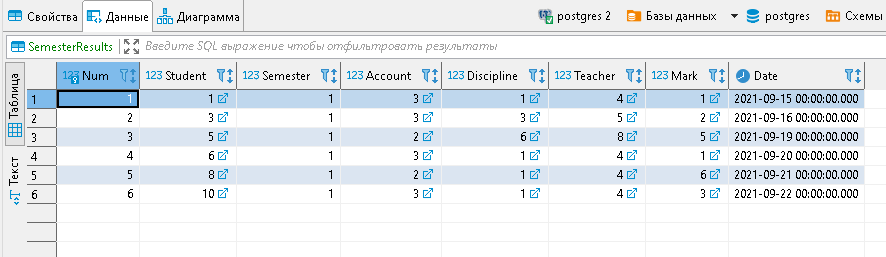 Свойства Данные Диаграмма postgres 2 Базы данных postgres Схемы
SemesterResults Введите SQL выражение чтобы отфильтровать результаты
Таблица
Текст
123 Num 123 Student 123 Semester 123 Account 123 Discipline 123 Teacher 123 Mark Date
1 1 1 1 3 1 4 1 2021-09-15 00:00:00.000
2 2 3 1 3 3 5 2 2021-09-16 00:00:00.000
3 3 5 1 2 6 8 5 2021-09-19 00:00:00.000
4 4 6 1 3 1 4 1 2021-09-20 00:00:00.000
5 5 8 1 2 1 4 6 2021-09-21 00:00:00.000
6 6 10 1 3 1 4 3 2021-09-22 00:00:00.000